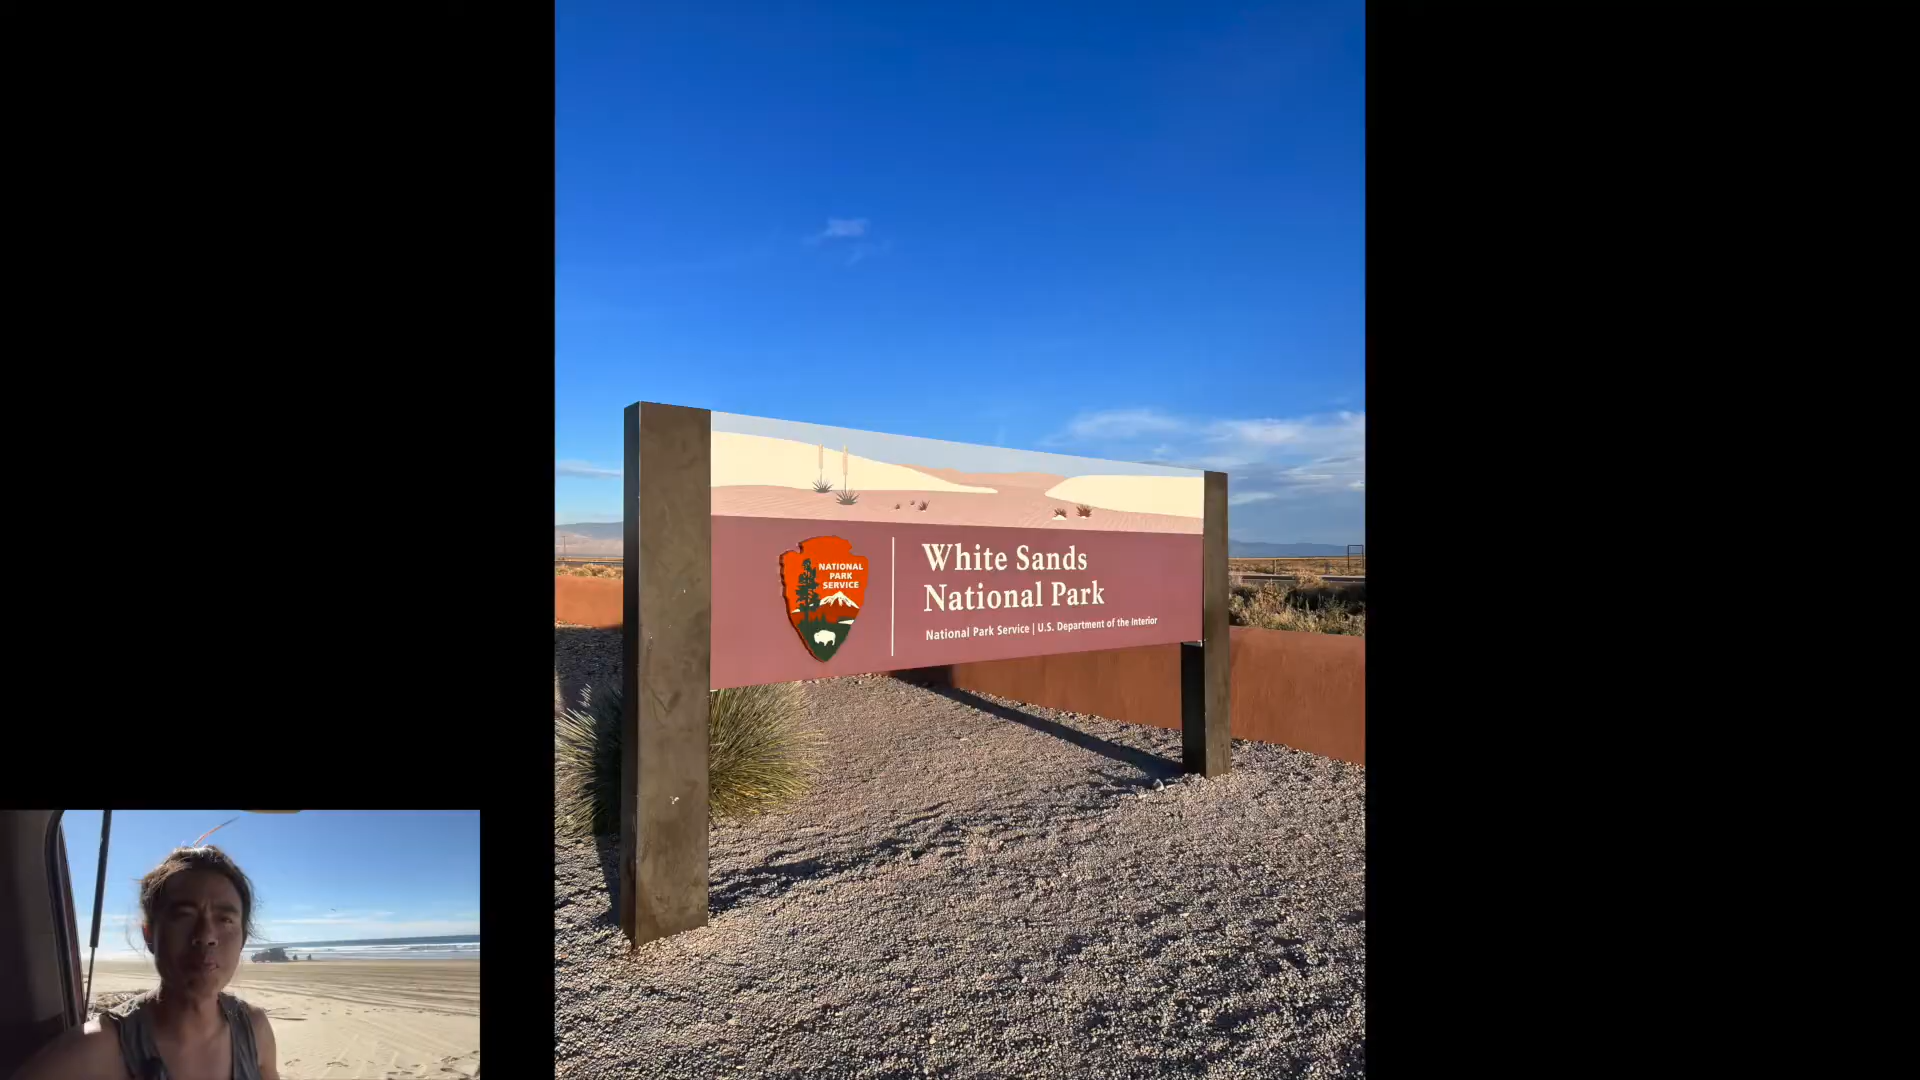 NATIONAL
PARK
SERVICE
White Sands
National Park
National Park Service | U.S. Department of the Interior